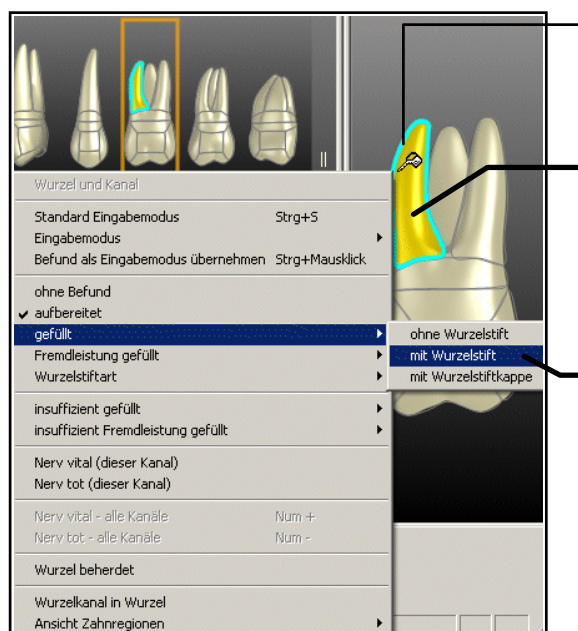 Wurzel und Kanal
Standard Eingabemodus Strg+S
Eingabemodus
Befund als Eingabemodus übernehmen Strg+Mausklick
ohne Befund
aufbereitet
gefüllt
ohne Wurzelstift
Fremdleistung gefüllt
mit Wurzelstift
Wurzelstiftart
mit Wurzelstiftkappe
insuffizient gefüllt
insuffizient Fremdleistung gefüllt
Nerv vital (dieser Kanal)
Nerv tot (dieser Kanal)
Nerv vital - alle Kanäle Num +
Nerv tot - alle Kanäle Num -
Wurzel beherdet
Wurzelkanal in Wurzel
Ansicht Zahnregionen